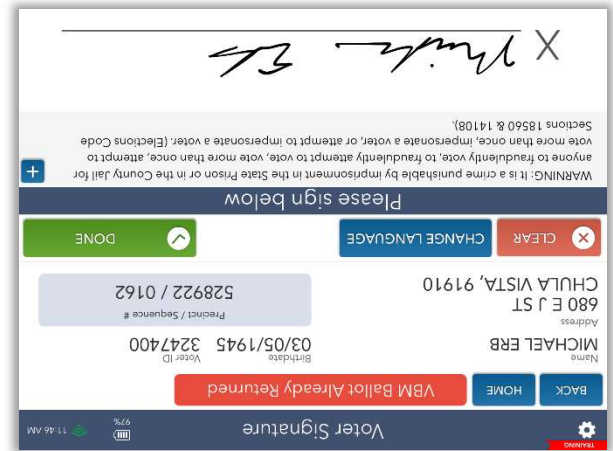 TRAINING
Voter Signature
97%
11:46 AM
BACK
HOME
VBM Ballot Already Returned
Name
MICHAEL ERB
Birthdate
03/05/1945
Voter ID
3247400
Address
680 E J ST
CHULA VISTA, 91910
Precinct / Sequence #
528922 / 0162
CLEAR
CHANGE LANGUAGE
DONE
Please sign below
WARNING: It is a crime punishable by imprisonment in the State Prison or in the County Jail for
anyone to fraudulently vote, to fraudulently attempt to vote, vote more than once, attempt to
vote more than once, impersonate a voter, or attempt to impersonate a voter. (Elections Code
Sections 18560 & 14108).
+
X